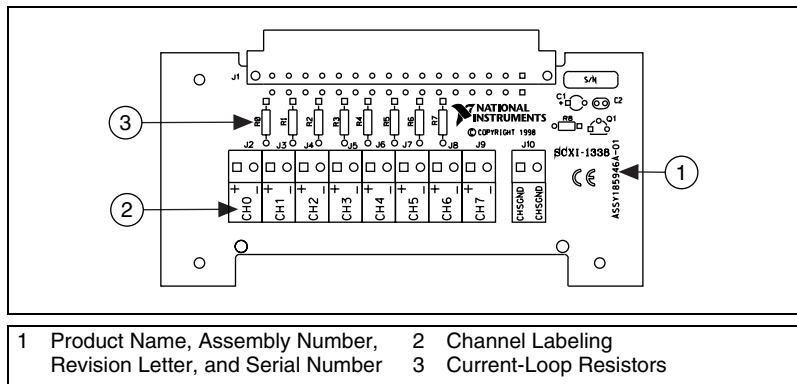 J1
S/N
C1
+
C2
3
R0 R1 R2 R3 R4 R5 R6 R7
NATIONAL
INSTRUMENTS
© COPYRIGHT 1998
R8
Q1
J2 J3 J4 J5 J6 J7 J8 J9 J10
SCXI-1338
ASSY185946A-01
CE
1
+ − + − + − + − + − + − + − + −
2
CH0 CH1 CH2 CH3 CH4 CH5 CH6 CH7
CHSGND CHSGND
1 Product Name, Assembly Number, Revision Letter, and Serial Number
2 Channel Labeling
3 Current-Loop Resistors